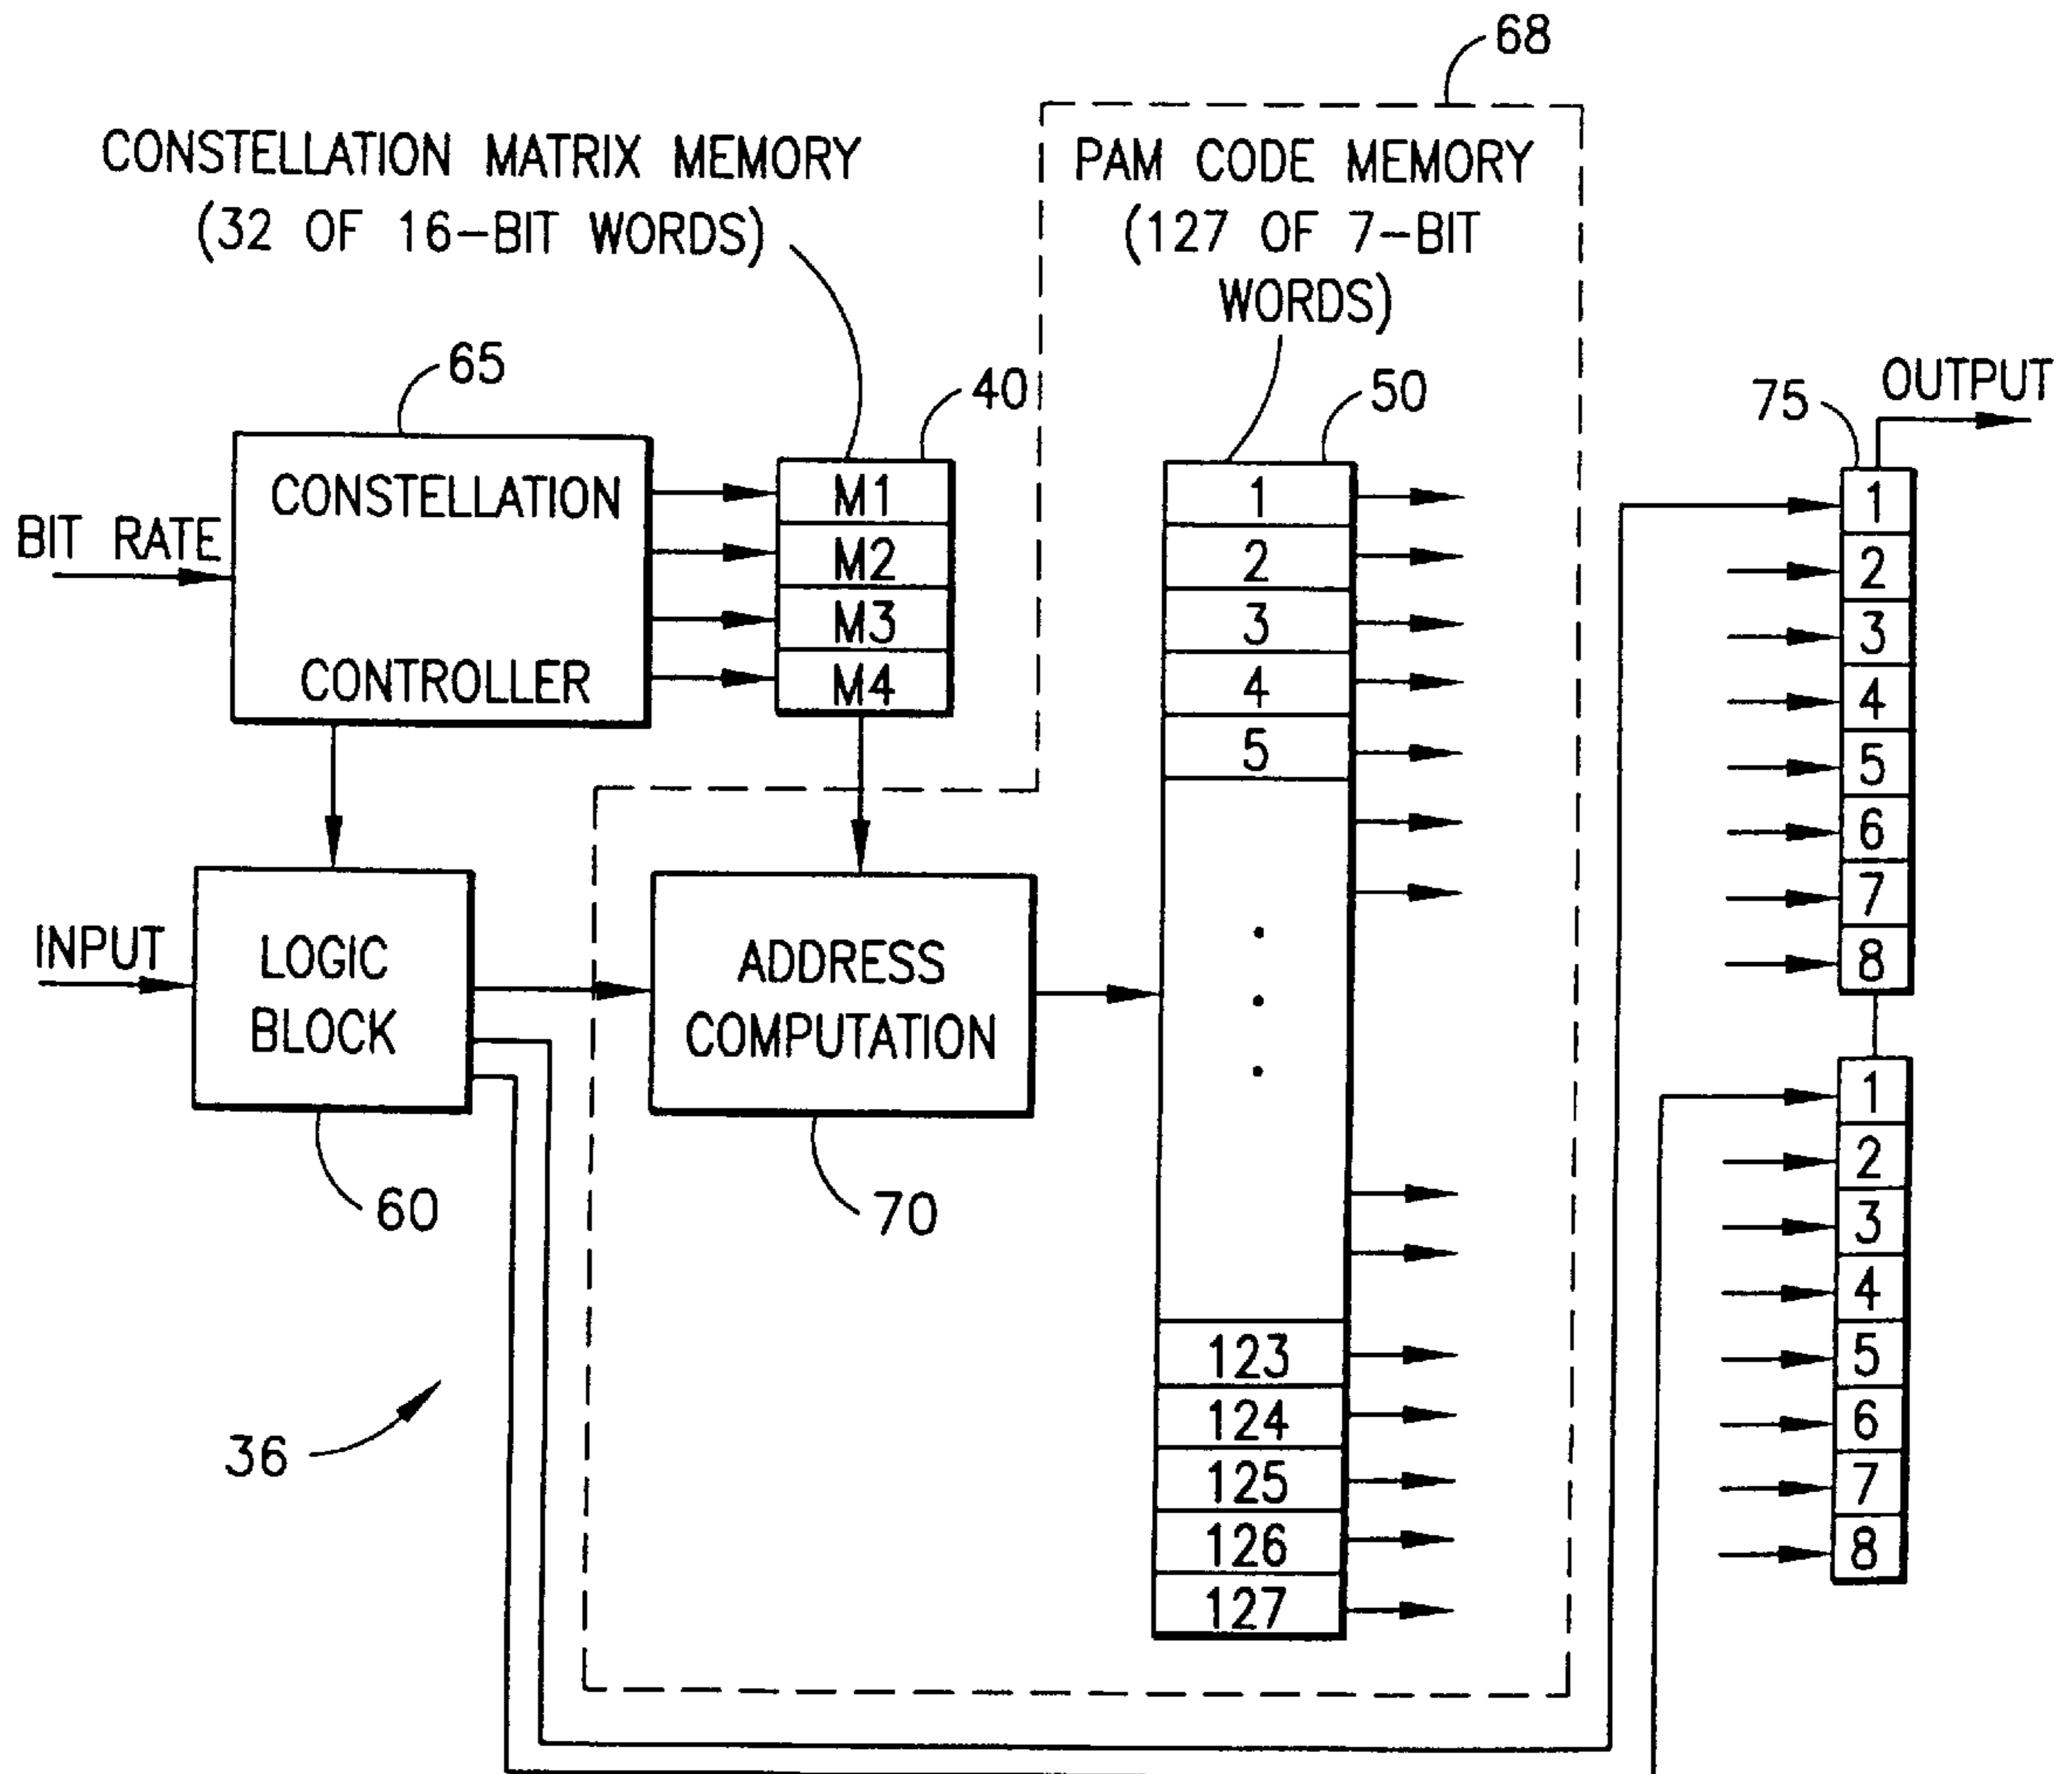 68
CONSTELLATION MATRIX MEMORY
(32 OF 16-BIT WORDS)
PAM CODE MEMORY
(127 OF 7-BIT
WORDS)
65
40
50
75
OUTPUT
BIT RATE
CONSTELLATION
CONTROLLER
M1
M2
M3
M4
1
2
3
4
5
123
124
125
126
127
1
2
3
4
5
6
7
8
1
2
3
4
5
6
7
8
INPUT
LOGIC
BLOCK
ADDRESS
COMPUTATION
60
70
36